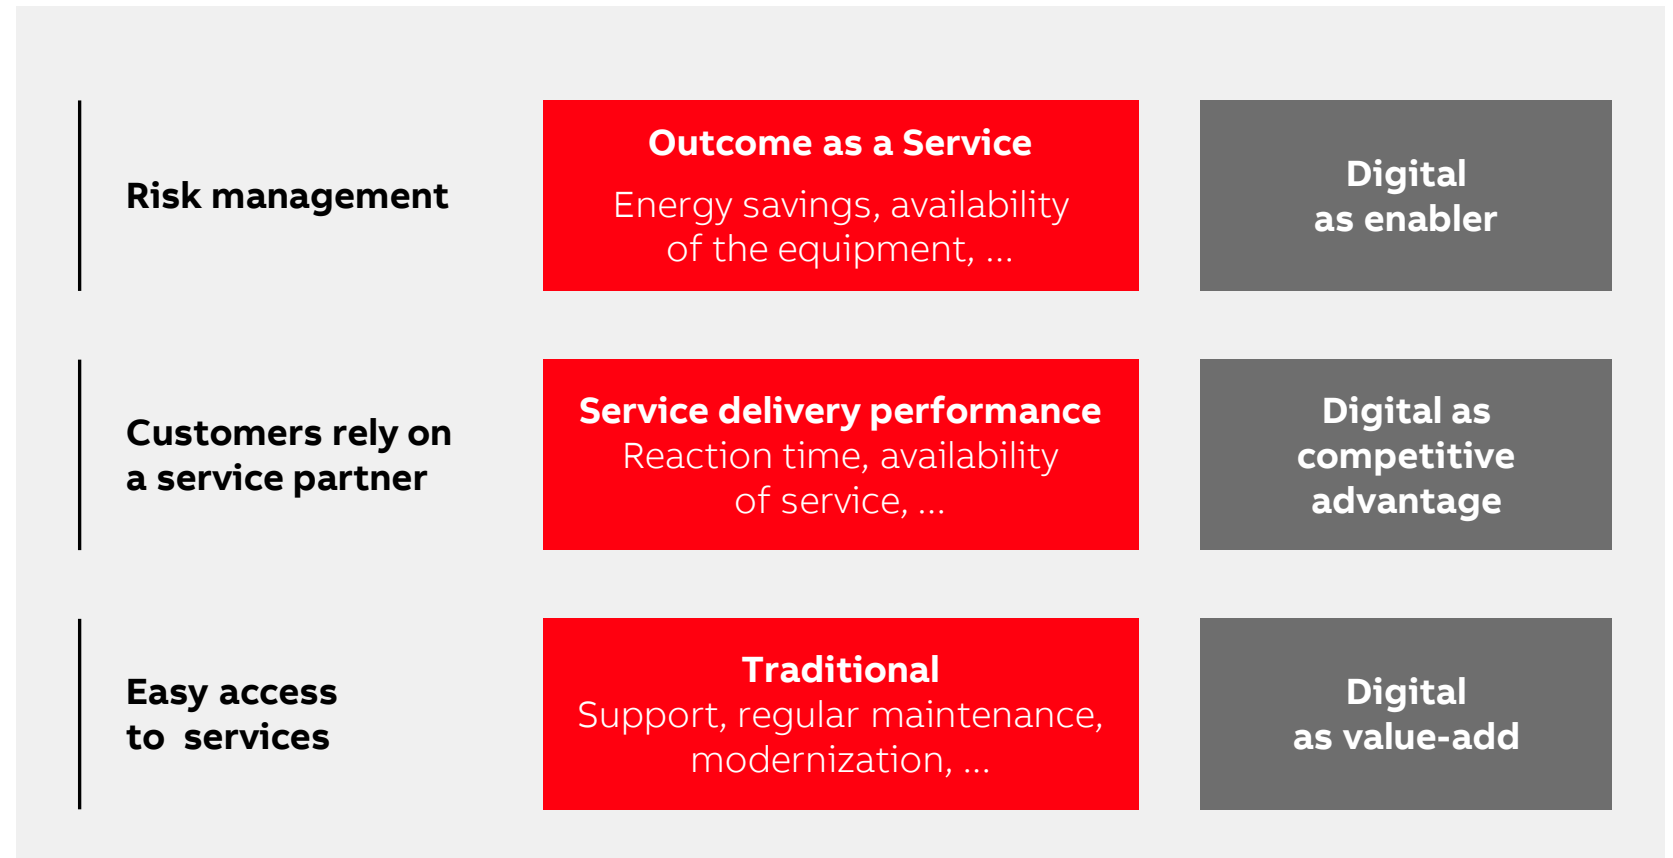 Risk management
Outcome as a Service
Energy savings, availability
of the equipment, ...
Digital
as enabler
Customers rely on
a service partner
Service delivery performance
Reaction time, availability
of service, ...
Digital as
competitive
advantage
Easy access
to  services
Traditional
Support, regular maintenance,
modernization, ...
Digital
as value-add